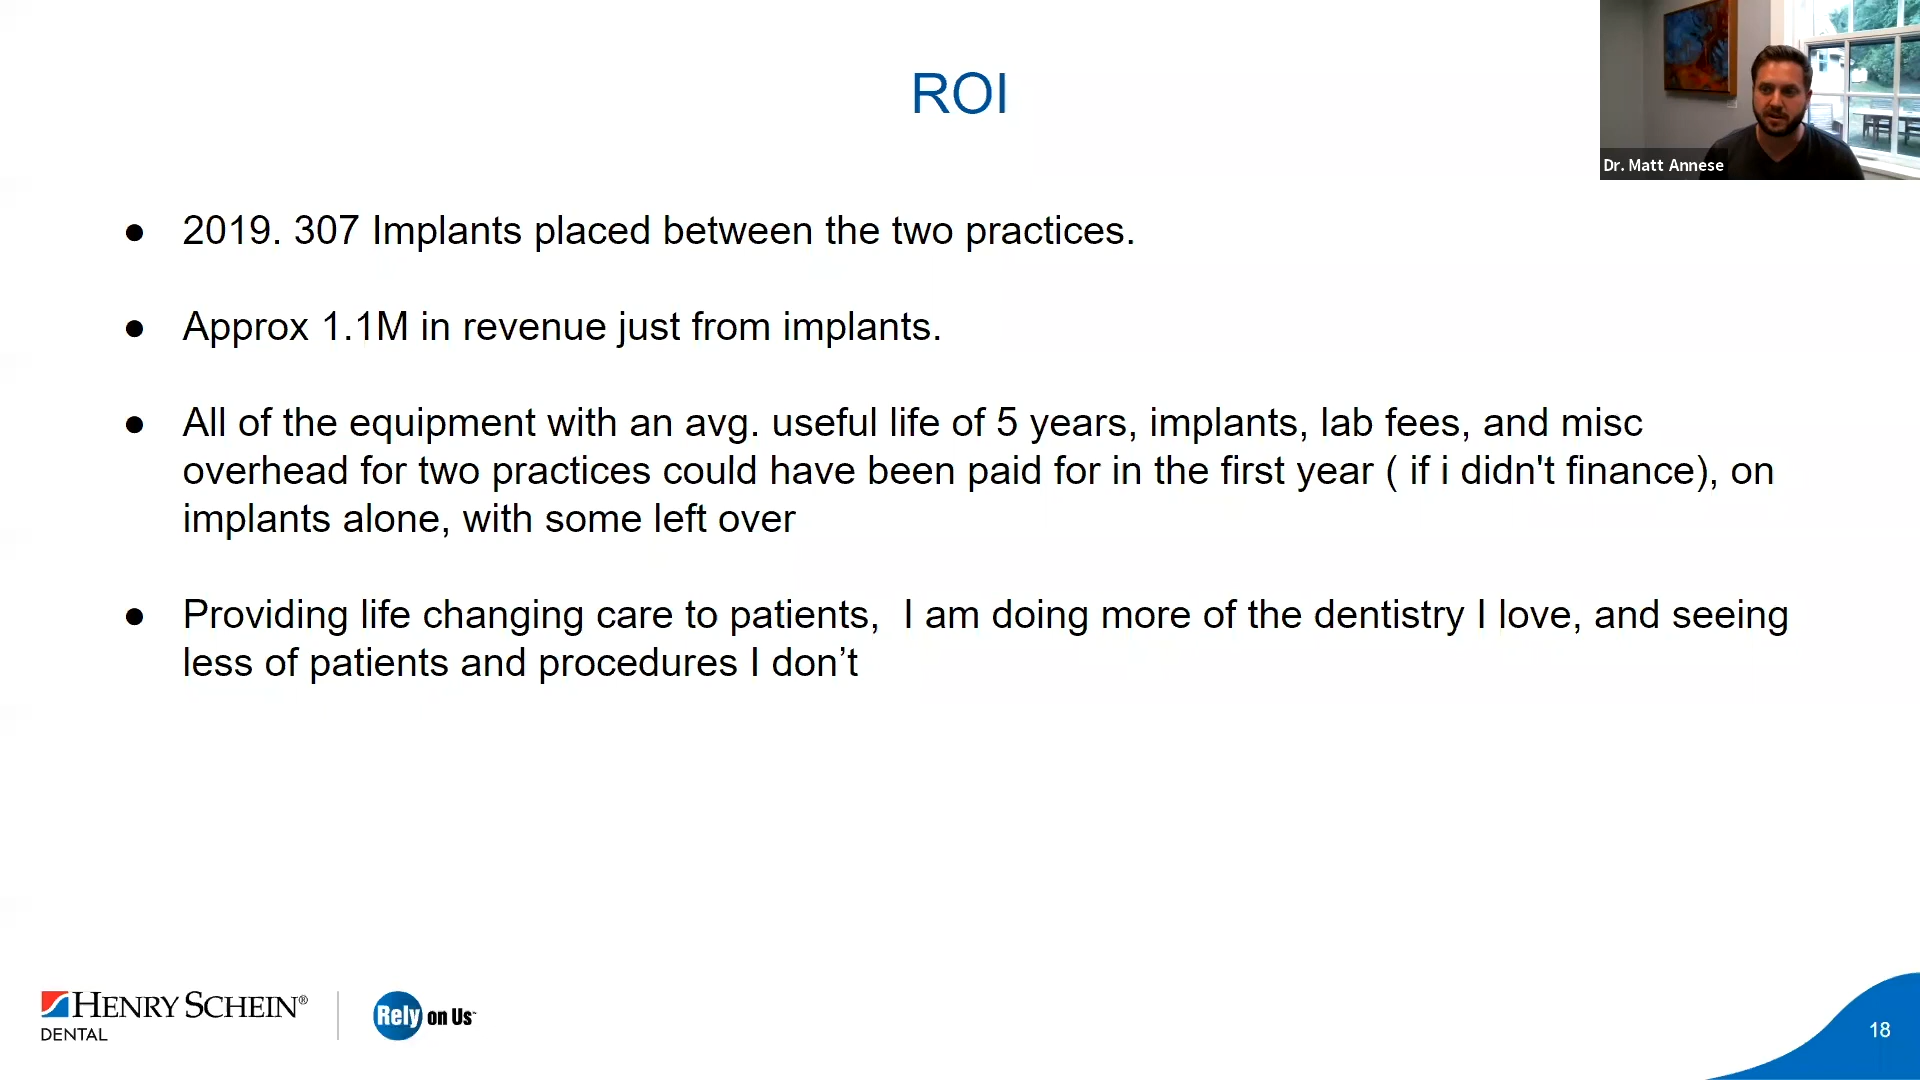 ROI
Dr. Matt Annese
● 2019. 307 Implants placed between the two practices.
● Approx 1.1M in revenue just from implants.
● All of the equipment with an avg. useful life of 5 years, implants, lab fees, and misc
overhead for two practices could have been paid for in the first year ( if i didn't finance), on
implants alone, with some left over
● Providing life changing care to patients,  I am doing more of the dentistry I love, and seeing
less of patients and procedures I don’t
HENRY SCHEIN®
DENTAL
Rely on Us™
18